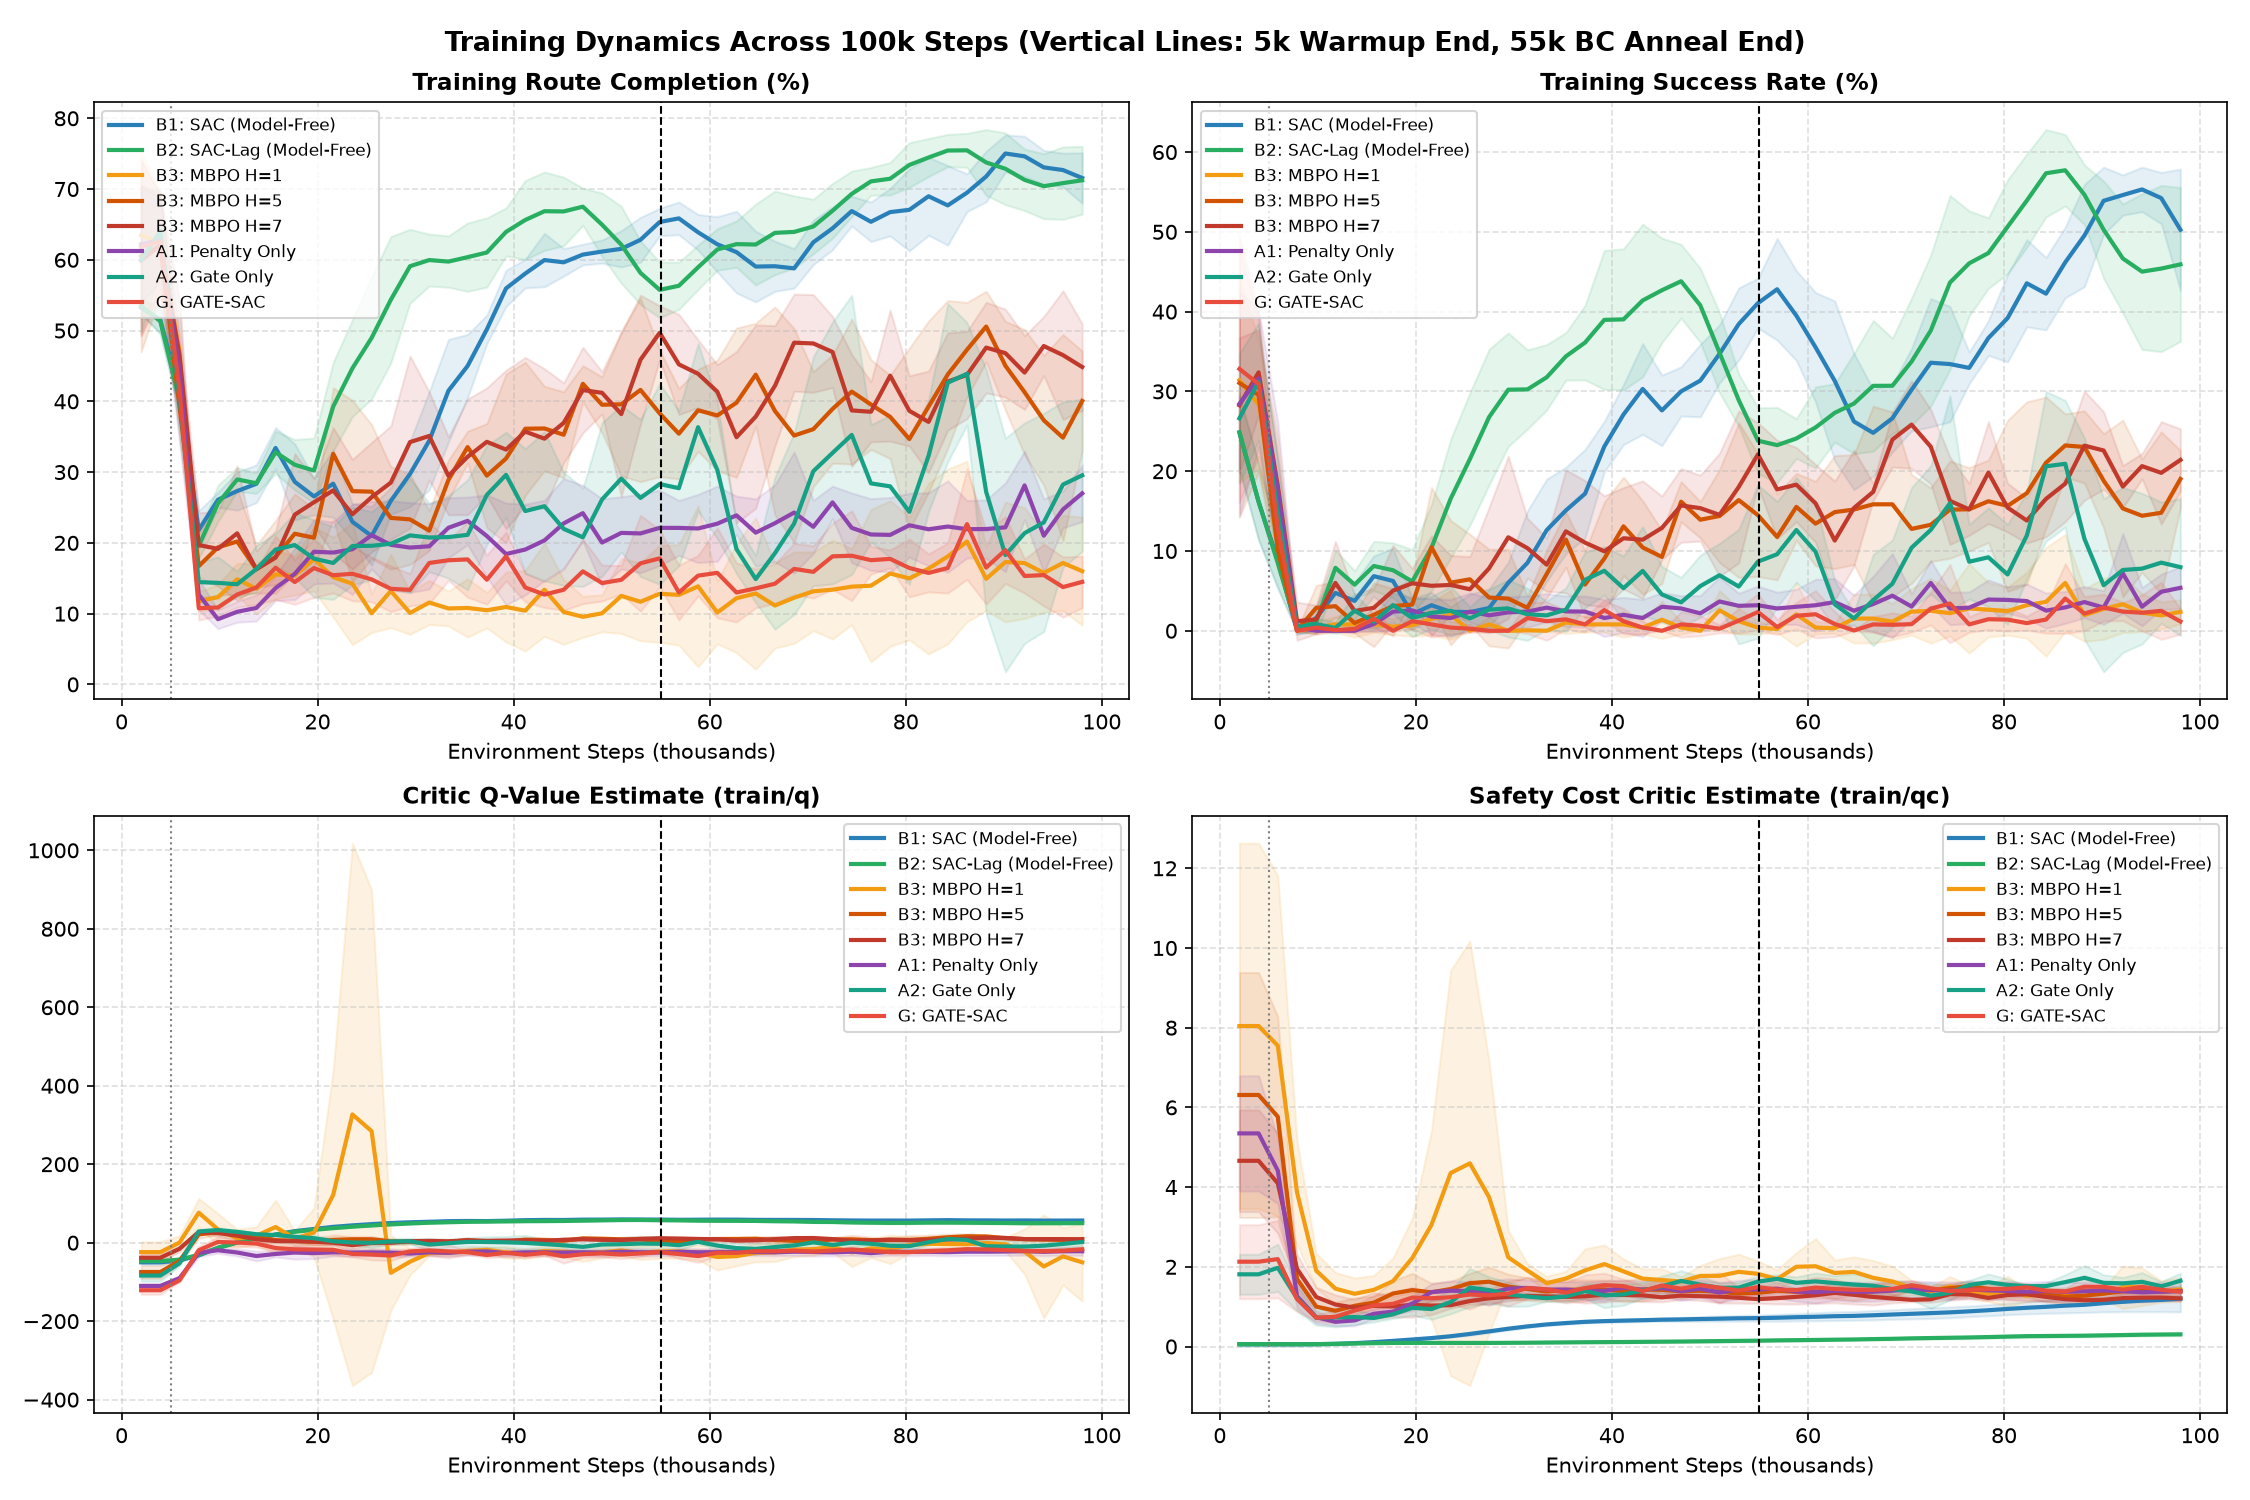 Training Dynamics Across 100k Steps (Vertical Lines: 5k Warmup End, 55k BC Anneal End)
Training Route Completion (%)
B1: SAC (Model-Free)
B2: SAC-Lag (Model-Free)
B3: MBPO H=1
B3: MBPO H=5
B3: MBPO H=7
A1: Penalty Only
A2: Gate Only
G: GATE-SAC
80
70
60
50
40
30
20
10
0
0 20 40 60 80 100
Environment Steps (thousands)
Training Success Rate (%)
B1: SAC (Model-Free)
B2: SAC-Lag (Model-Free)
B3: MBPO H=1
B3: MBPO H=5
B3: MBPO H=7
A1: Penalty Only
A2: Gate Only
G: GATE-SAC
60
50
40
30
20
10
0
0 20 40 60 80 100
Environment Steps (thousands)
Critic Q-Value Estimate (train/q)
B1: SAC (Model-Free)
B2: SAC-Lag (Model-Free)
B3: MBPO H=1
B3: MBPO H=5
B3: MBPO H=7
A1: Penalty Only
A2: Gate Only
G: GATE-SAC
1000
800
600
400
200
0
−200
−400
0 20 40 60 80 100
Environment Steps (thousands)
Safety Cost Critic Estimate (train/qc)
B1: SAC (Model-Free)
B2: SAC-Lag (Model-Free)
B3: MBPO H=1
B3: MBPO H=5
B3: MBPO H=7
A1: Penalty Only
A2: Gate Only
G: GATE-SAC
12
10
8
6
4
2
0
0 20 40 60 80 100
Environment Steps (thousands)